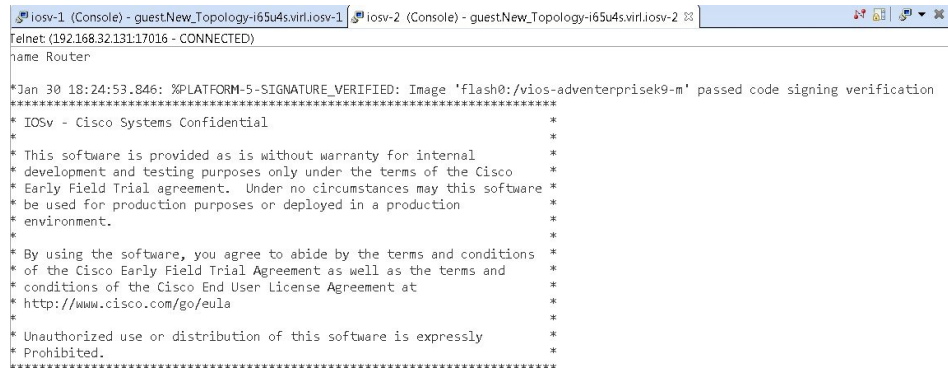 iosv-1 (Console) - guest.New_Topology-i65u4s.virl.iosv-1 iosv-2 (Console) - guest.New_Topology-i65u4s.virl.iosv-2
Telnet: (192.168.32.131:17016 - CONNECTED)
name Router
*Jan 30 18:24:53.846: %PLATFORM-5-SIGNATURE_VERIFIED: Image 'flash0:/vios-adventerprisek9-m' passed code signing verification
**************************************************************************
* IOSv - Cisco Systems Confidential *
* *
* This software is provided as is without warranty for internal *
* development and testing purposes only under the terms of the Cisco *
* Early Field Trial agreement. Under no circumstances may this software *
* be used for production purposes or deployed in a production *
* environment. *
* *
* By using the software, you agree to abide by the terms and conditions *
* of the Cisco Early Field Trial Agreement as well as the terms and *
* conditions of the Cisco End User License Agreement at *
* http://www.cisco.com/go/eula *
* *
* Unauthorized use or distribution of this software is expressly *
* Prohibited. *
**************************************************************************